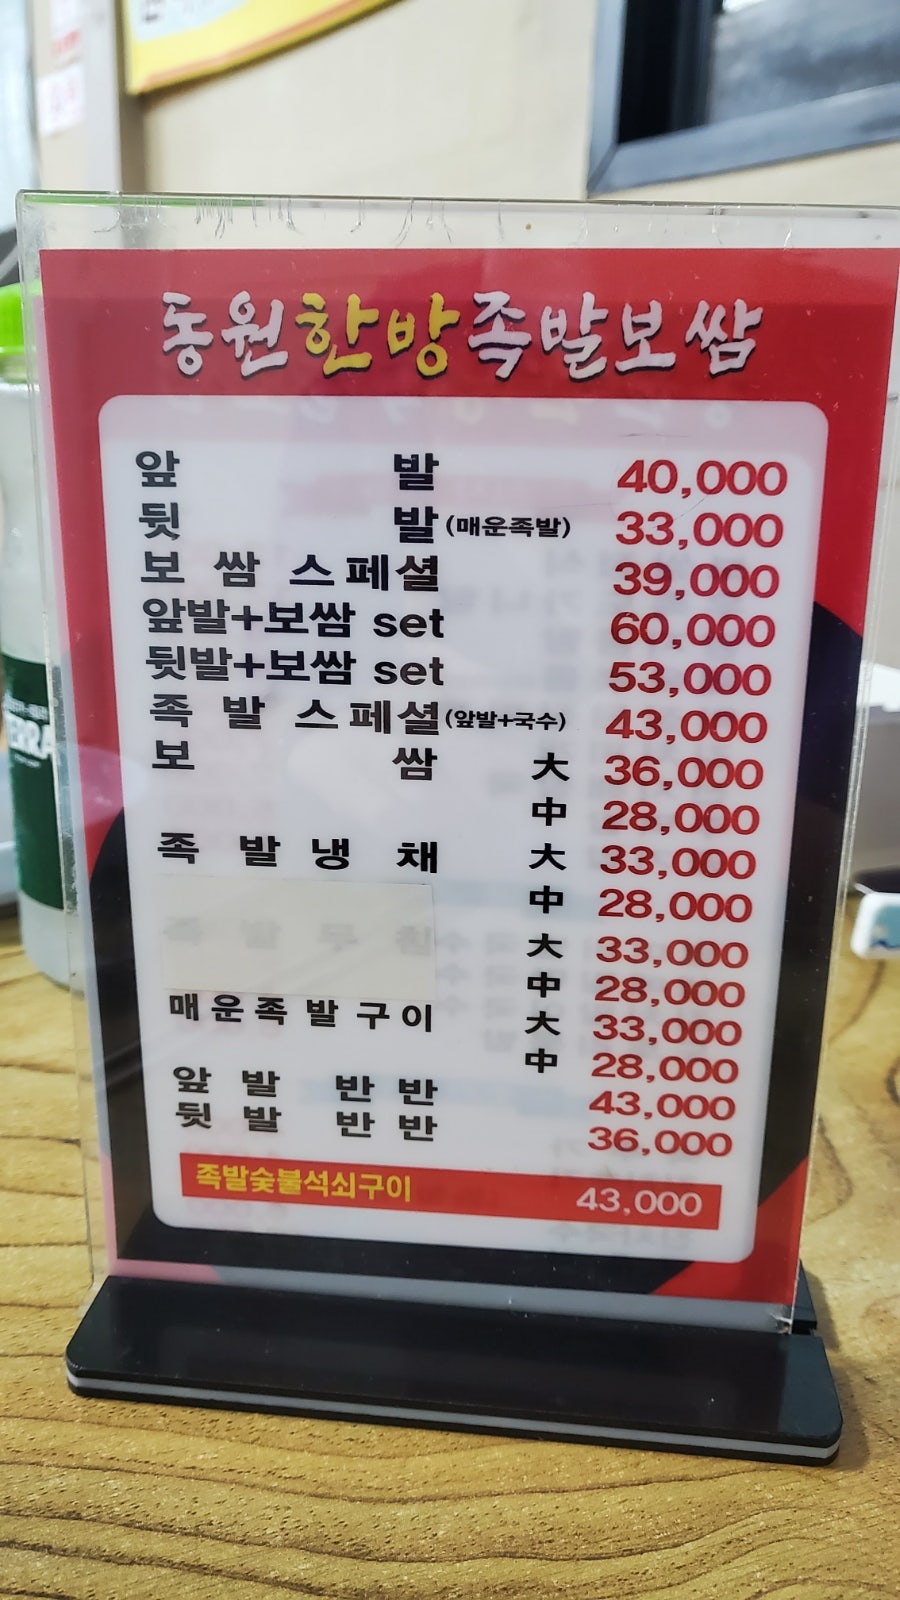 동원한방족발보쌈
앞발 40,000
뒷발(매운족발) 33,000
보쌈스페셜 39,000
앞발+보쌈 set 60,000
뒷발+보쌈 set 53,000
족발스페셜(앞발+국수) 43,000
보쌈 大 36,000
中 28,000
족발냉채 大 33,000
中 28,000
大 33,000
中 28,000
매운족발구이 大 33,000
中 28,000
앞발 반반 43,000
뒷발 반반 36,000
족발숯불석쇠구이 43,000